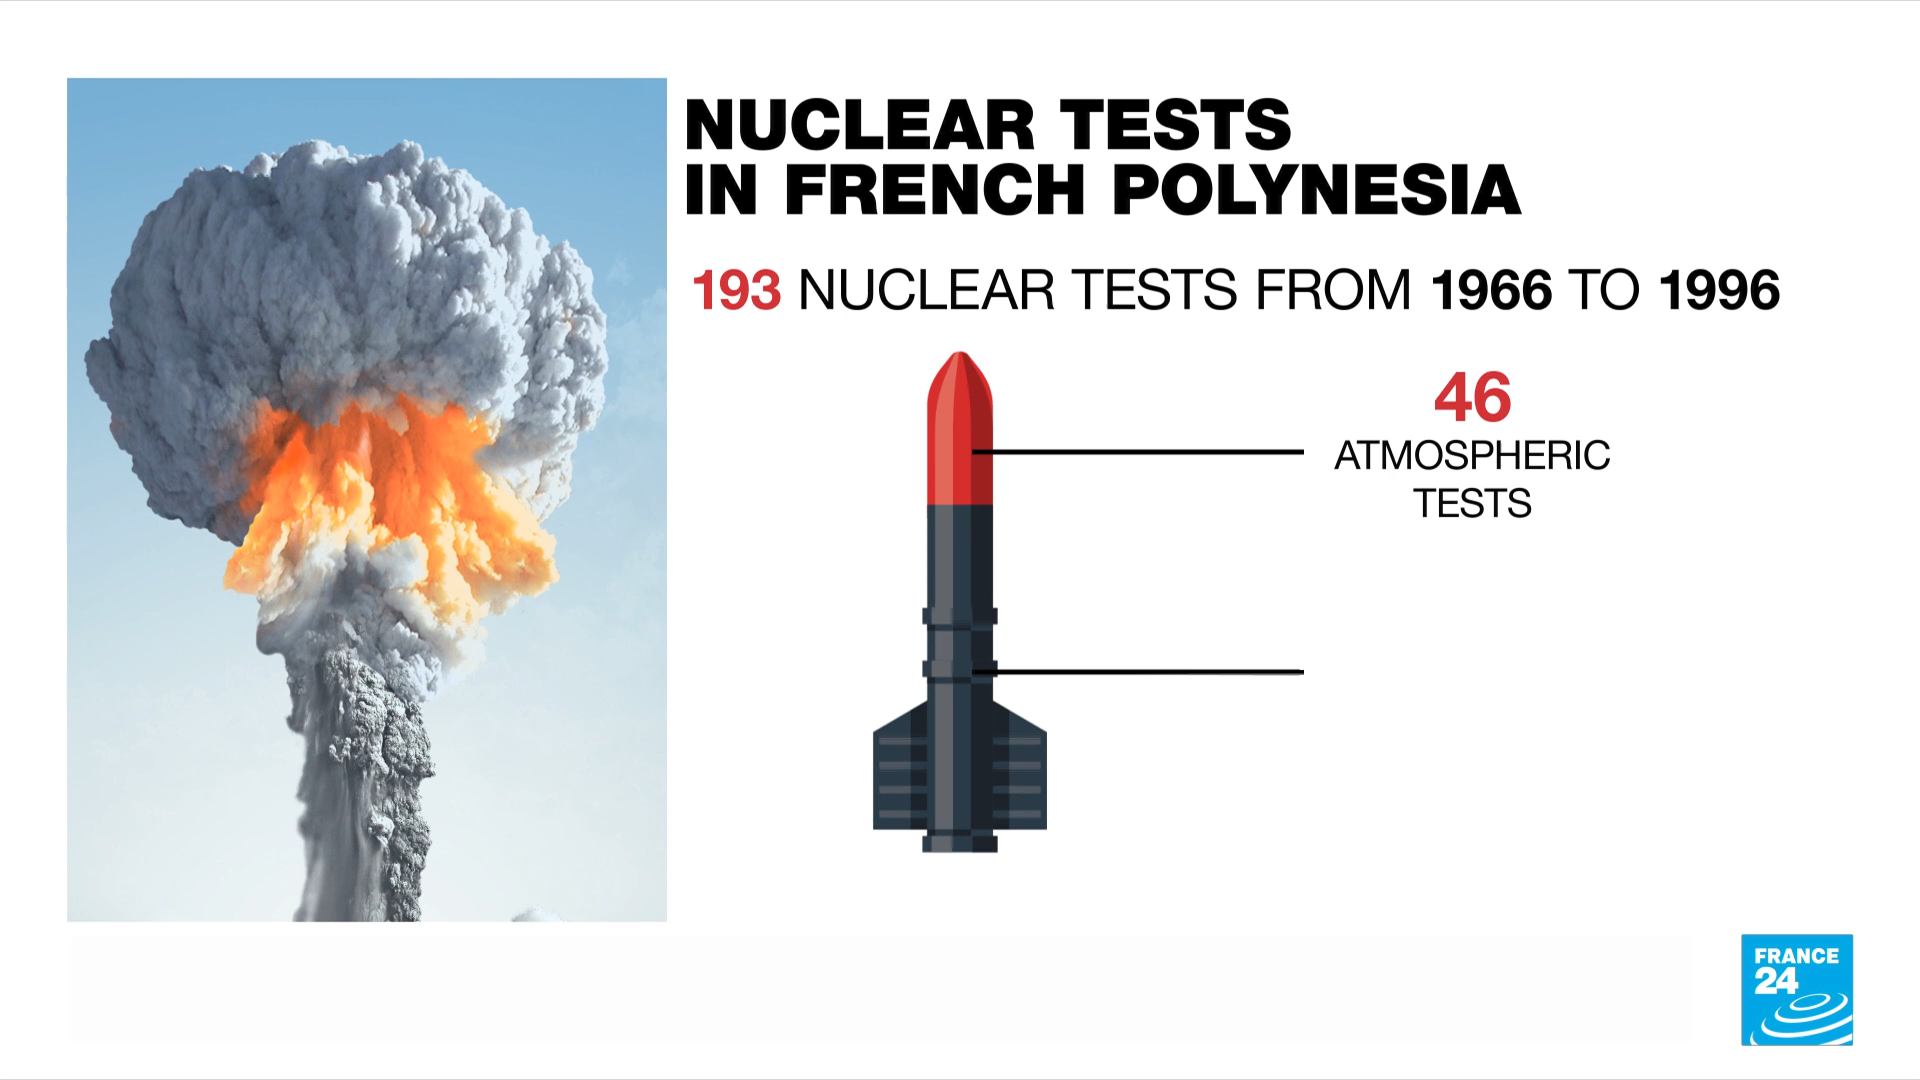 NUCLEAR TESTS
IN FRENCH POLYNESIA
193 NUCLEAR TESTS FROM 1966 TO 1996
46
ATMOSPHERIC
TESTS
FRANCE
24